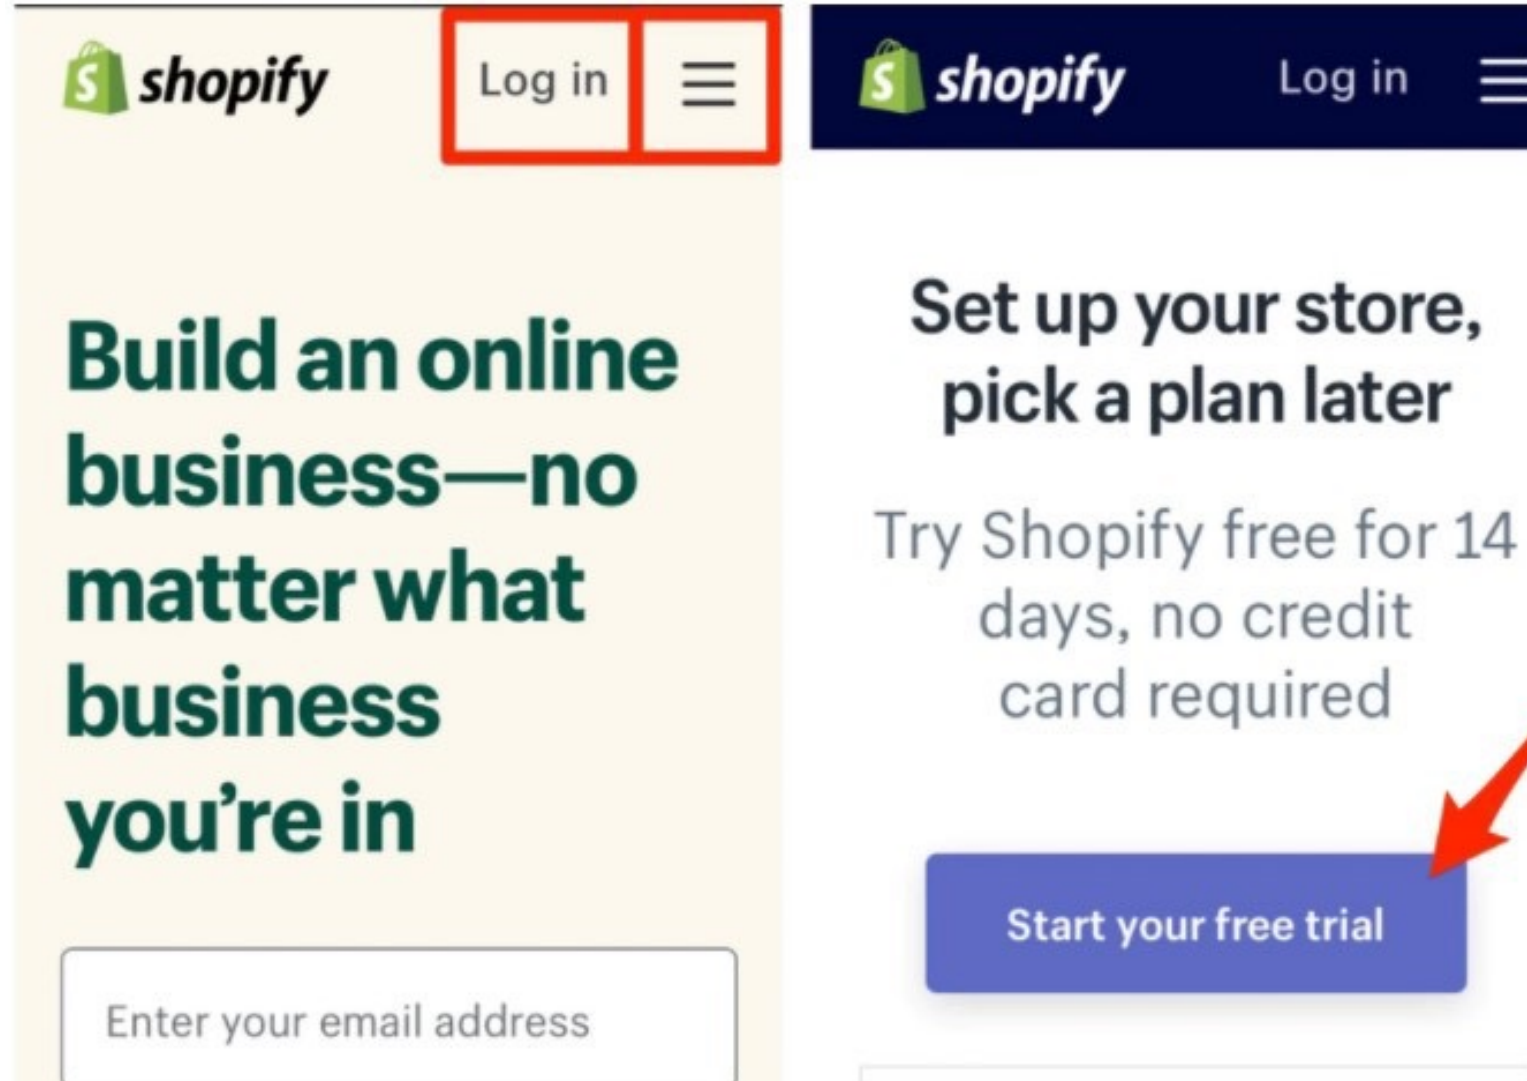 shopify
Log in
Build an online
business—no
matter what
business
you're in
Enter your email address
shopify
Log in
Set up your store,
pick a plan later
Try Shopify free for 14
days, no credit
card required
Start your free trial